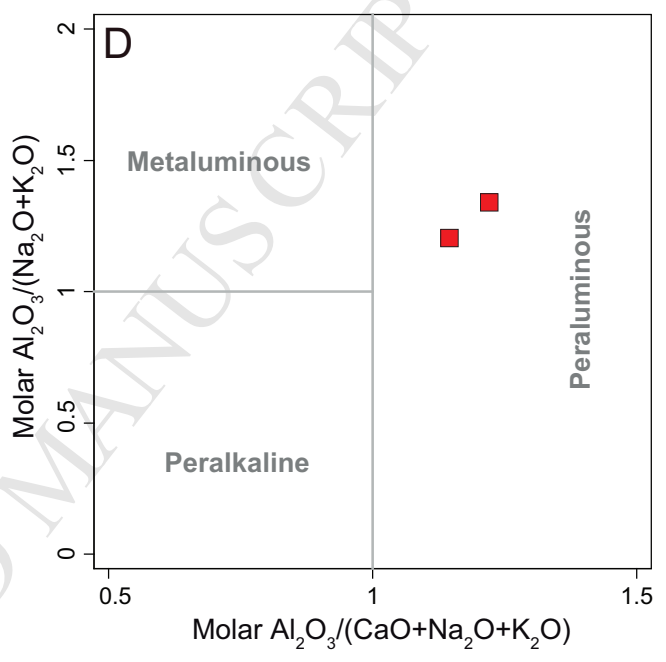 D
2
1.5
1
0.5
0
Molar Al₂O₃/(Na₂O+K₂O)
Metaluminous
Peralkaline
Peraluminous
0.5
1
1.5
Molar Al₂O₃/(CaO+Na₂O+K₂O)
MANUSCRIP